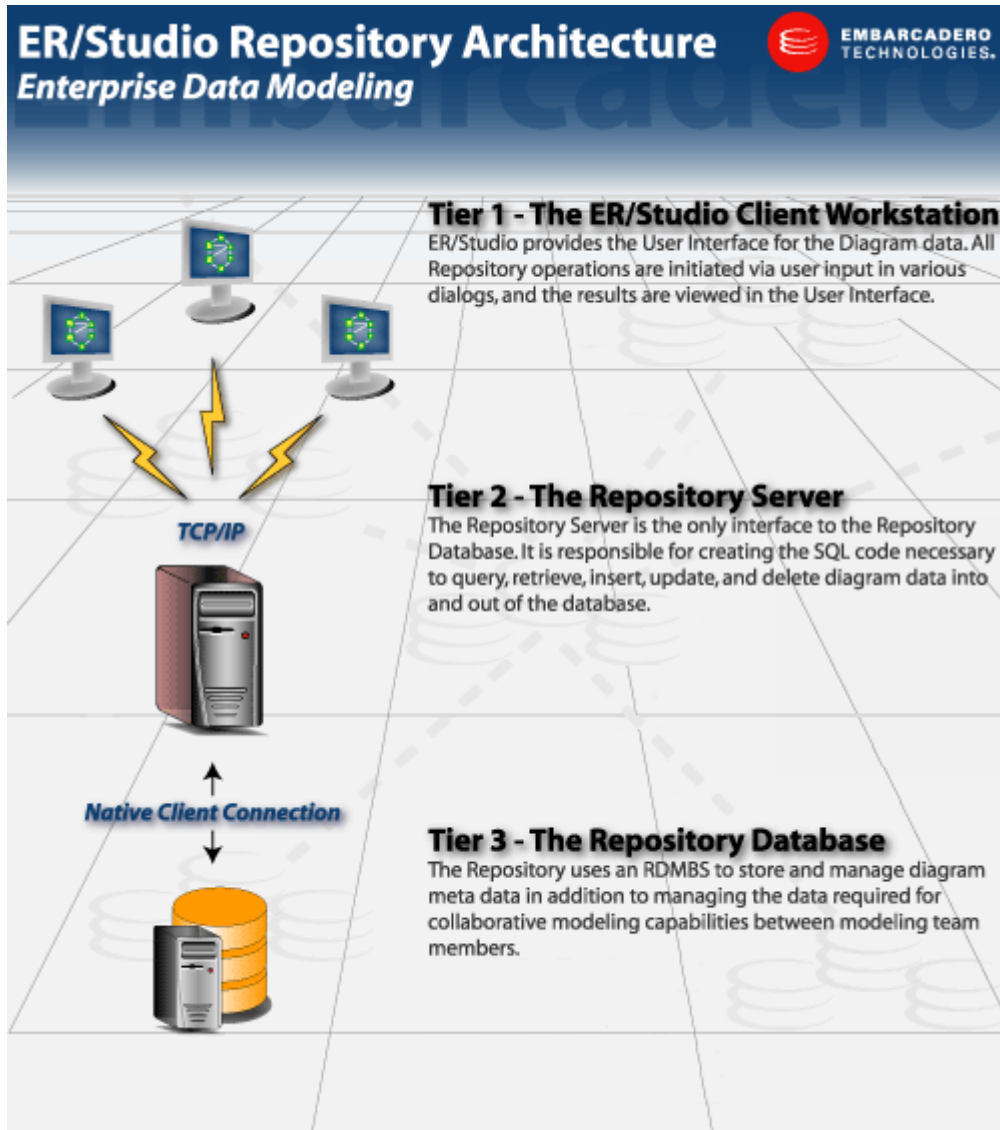 ER/Studio Repository Architecture
Enterprise Data Modeling
EMBARCADERO
TECHNOLOGIES.
Embarcadero
Tier 1 - The ER/Studio Client Workstation
ER/Studio provides the User Interface for the Diagram data. All
Repository operations are initiated via user input in various
dialogs, and the results are viewed in the User Interface.
TCP/IP
Tier 2 - The Repository Server
The Repository Server is the only interface to the Repository
Database. It is responsible for creating the SQL code necessary
to query, retrieve, insert, update, and delete diagram data into
and out of the database.
Native Client Connection
Tier 3 - The Repository Database
The Repository uses an RDMBS to store and manage diagram
meta data in addition to managing the data required for
collaborative modeling capabilities between modeling team
members.